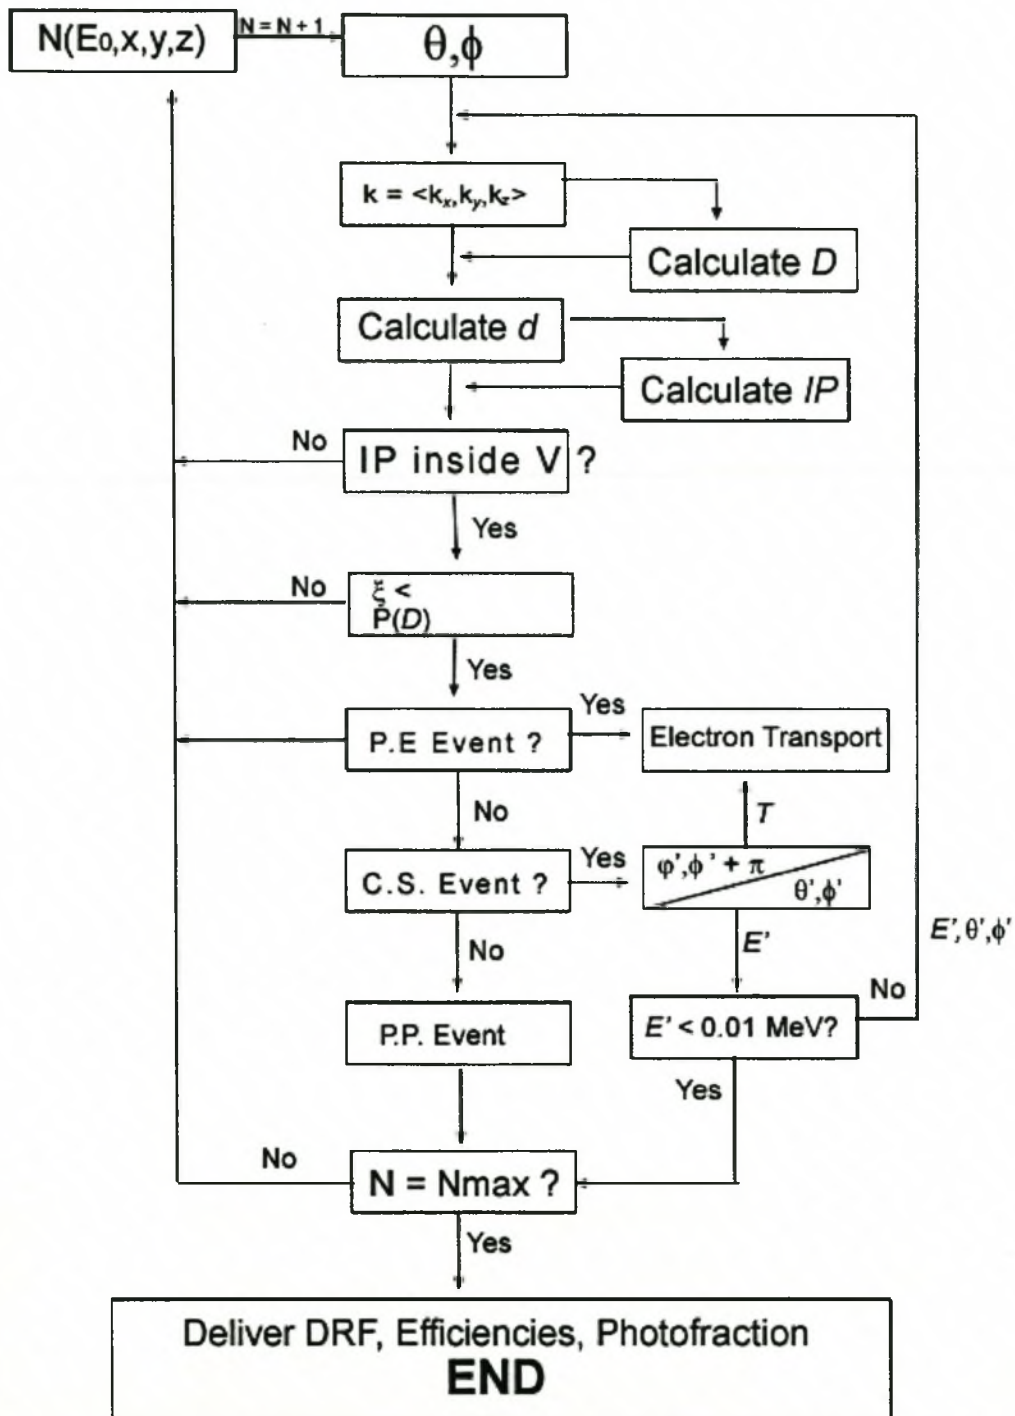 N(E0,x,y,z)
N = N + 1
θ,ϕ
k = <kx,ky,kz>
Calculate D
Calculate d
Calculate IP
No
IP inside V ?
Yes
No
ξ <
P(D)
Yes
Yes
P.E Event ?
Electron Transport
No
T
Yes
C.S. Event ?
φ',ϕ' + π
θ',ϕ'
No
E'
E',θ',ϕ'
No
P.P. Event
E' < 0.01 MeV?
Yes
No
N = Nmax ?
Yes
Deliver DRF, Efficiencies, Photofraction
END